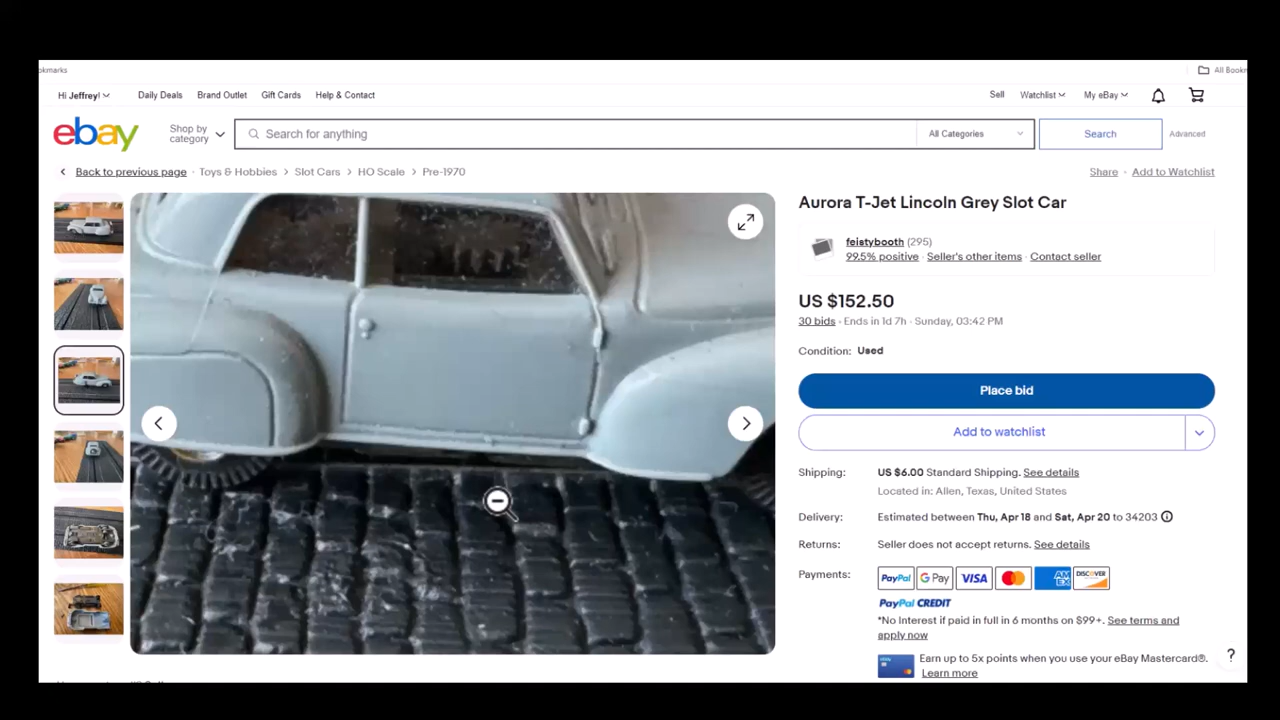 okmarks
All Bookm
Hi Jeffrey!
Daily Deals
Brand Outlet
Gift Cards
Help & Contact
Sell
Watchlist
My eBay
ebay
Shop by category
Search for anything
All Categories
Search
Advanced
Back to previous page · Toys & Hobbies > Slot Cars > HO Scale > Pre-1970
Share · Add to Watchlist
Aurora T-Jet Lincoln Grey Slot Car
feistybooth (295)
99.5% positive · Seller's other items · Contact seller
US $152.50
30 bids · Ends in 1d 7h · Sunday, 03:42 PM
Condition: Used
Place bid
Add to watchlist
Shipping: US $6.00 Standard Shipping. See details
Located in: Allen, Texas, United States
Delivery: Estimated between Thu, Apr 18 and Sat, Apr 20 to 34203
Returns: Seller does not accept returns. See details
Payments: PayPal G Pay VISA MasterCard AMEX DISCOVER
PayPal CREDIT
*No Interest if paid in full in 6 months on $99+. See terms and
apply now
Earn up to 5x points when you use your eBay Mastercard®.
Learn more
?